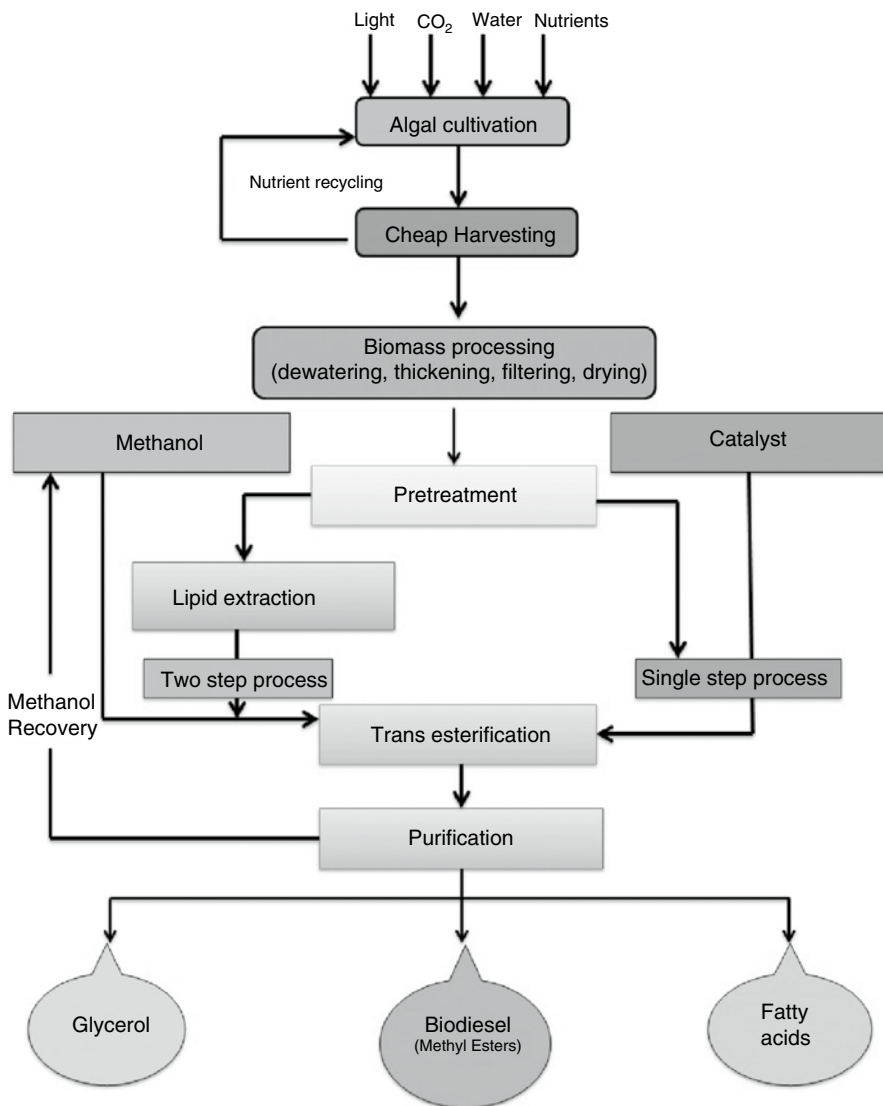 Light CO₂ Water Nutrients
Algal cultivation
Nutrient recycling
Cheap Harvesting
Biomass processing
(dewatering, thickening, filtering, drying)
Methanol
Catalyst
Pretreatment
Lipid extraction
Two step process
Single step process
Methanol
Recovery
Trans esterification
Purification
Glycerol
Biodiesel
(Methyl Esters)
Fatty
acids